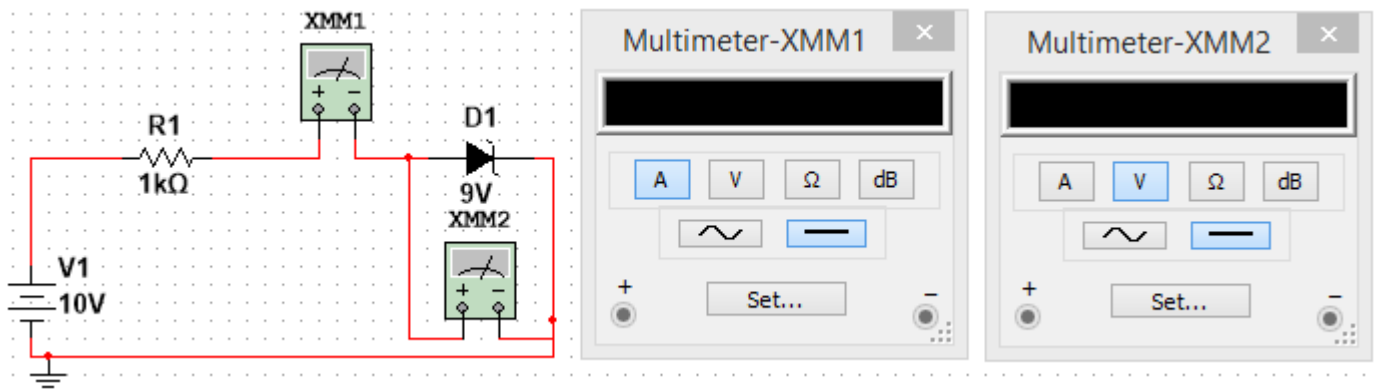 XMM1
R1
1kΩ
D1
9V
XMM2
V1
10V
+ −
+ −
Multimeter-XMM1 ×
A V Ω dB
+ Set... −
Multimeter-XMM2 ×
A V Ω dB
+ Set... −